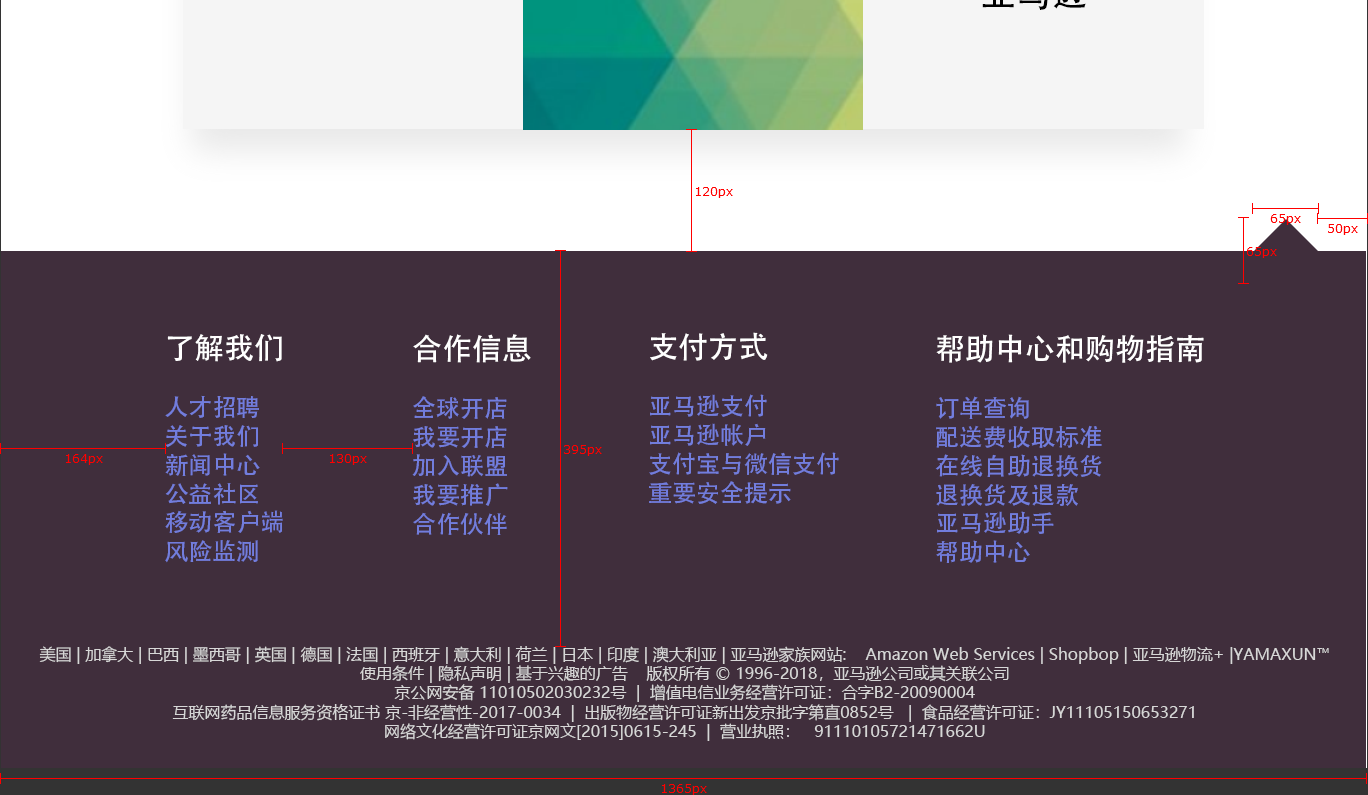 亚马逊
120px
65px
50px
65px
了解我们
合作信息
支付方式
帮助中心和购物指南
人才招聘
关于我们
新闻中心
公益社区
移动客户端
风险监测
全球开店
我要开店
加入联盟
我要推广
合作伙伴
亚马逊支付
亚马逊帐户
支付宝与微信支付
重要安全提示
订单查询
配送费收取标准
在线自助退换货
退换货及退款
亚马逊助手
帮助中心
164px
130px
395px
美国 | 加拿大 | 巴西 | 墨西哥 | 英国 | 德国 | 法国 | 西班牙 | 意大利 | 荷兰 | 日本 | 印度 | 澳大利亚 | 亚马逊家族网站: Amazon Web Services | Shopbop | 亚马逊物流+ |YAMAXUN™
使用条件 | 隐私声明 | 基于兴趣的广告 版权所有 © 1996-2018，亚马逊公司或其关联公司
京公网安备 11010502030232号 | 增值电信业务经营许可证：合字B2-20090004
互联网药品信息服务资格证书 京-非经营性-2017-0034 | 出版物经营许可证新出发京批字第直0852号 | 食品经营许可证：JY11105150653271
网络文化经营许可证京网文[2015]0615-245 | 营业执照： 91110105721471662U
1365px